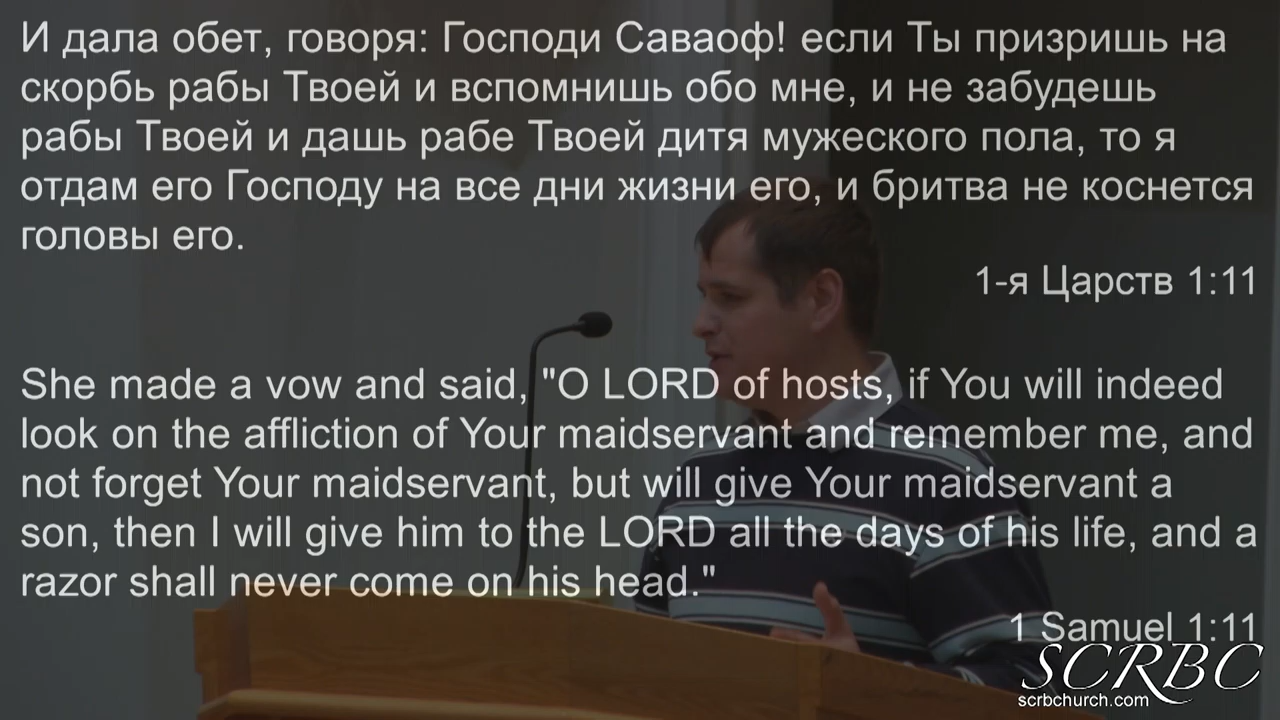 И дала обет, говоря: Господи Саваоф! если Ты призришь на
скорбь рабы Твоей и вспомнишь обо мне, и не забудешь
рабы Твоей и дашь рабе Твоей дитя мужеского пола, то я
отдам его Господу на все дни жизни его, и бритва не коснется
головы его.
1-я Царств 1:11
She made a vow and said, "O LORD of hosts, if You will indeed
look on the affliction of Your maidservant and remember me, and
not forget Your maidservant, but will give Your maidservant a
son, then I will give him to the LORD all the days of his life, and a
razor shall never come on his head."
1 Samuel 1:11
SCRBC
scrbchurch.com